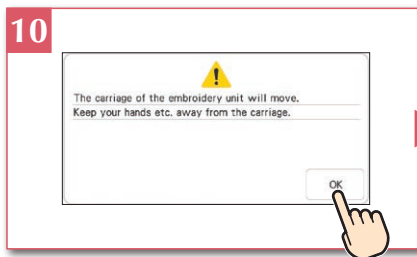 10
The carriage of the embroidery unit will move.
Keep your hands etc. away from the carriage.
OK